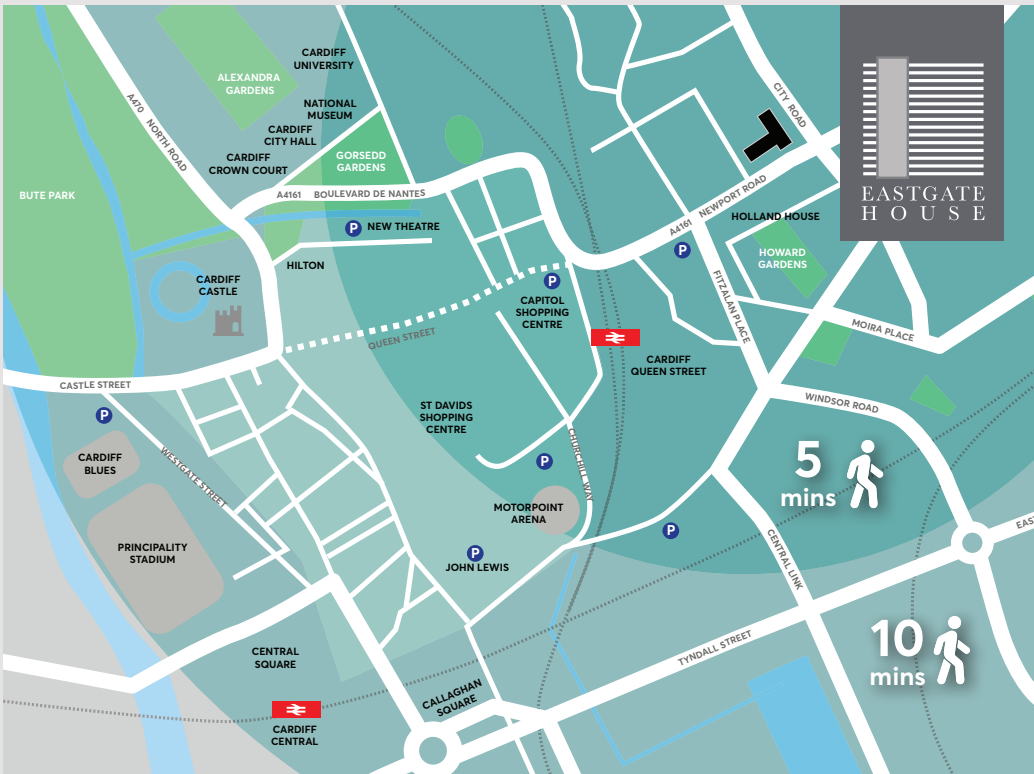 CARDIFF
UNIVERSITY
ALEXANDRA
GARDENS
A470 NORTH ROAD
NATIONAL
MUSEUM
CARDIFF
CITY HALL
CARDIFF
CROWN COURT
GORSEDD
GARDENS
CITY ROAD
EASTGATE
HOUSE
BUTE PARK
A4161 BOULEVARD DE NANTES
P
NEW THEATRE
A4161 NEWPORT ROAD
HOLLAND HOUSE
P
HOWARD
GARDENS
HILTON
CARDIFF
CASTLE
P
CAPITOL
SHOPPING
CENTRE
FITZALAN PLACE
QUEEN STREET
MOIRA PLACE
CARDIFF
QUEEN STREET
CASTLE STREET
P
ST DAVIDS
SHOPPING
CENTRE
WINDSOR ROAD
CHURCHILL WAY
CARDIFF
BLUES
WESTGATE STREET
P
5
mins
MOTORPOINT
ARENA
P
EAS
PRINCIPALITY
STADIUM
P
JOHN LEWIS
CENTRAL LINK
10
mins
TYNDALL STREET
CENTRAL
SQUARE
CALLAGHAN
SQUARE
CARDIFF
CENTRAL